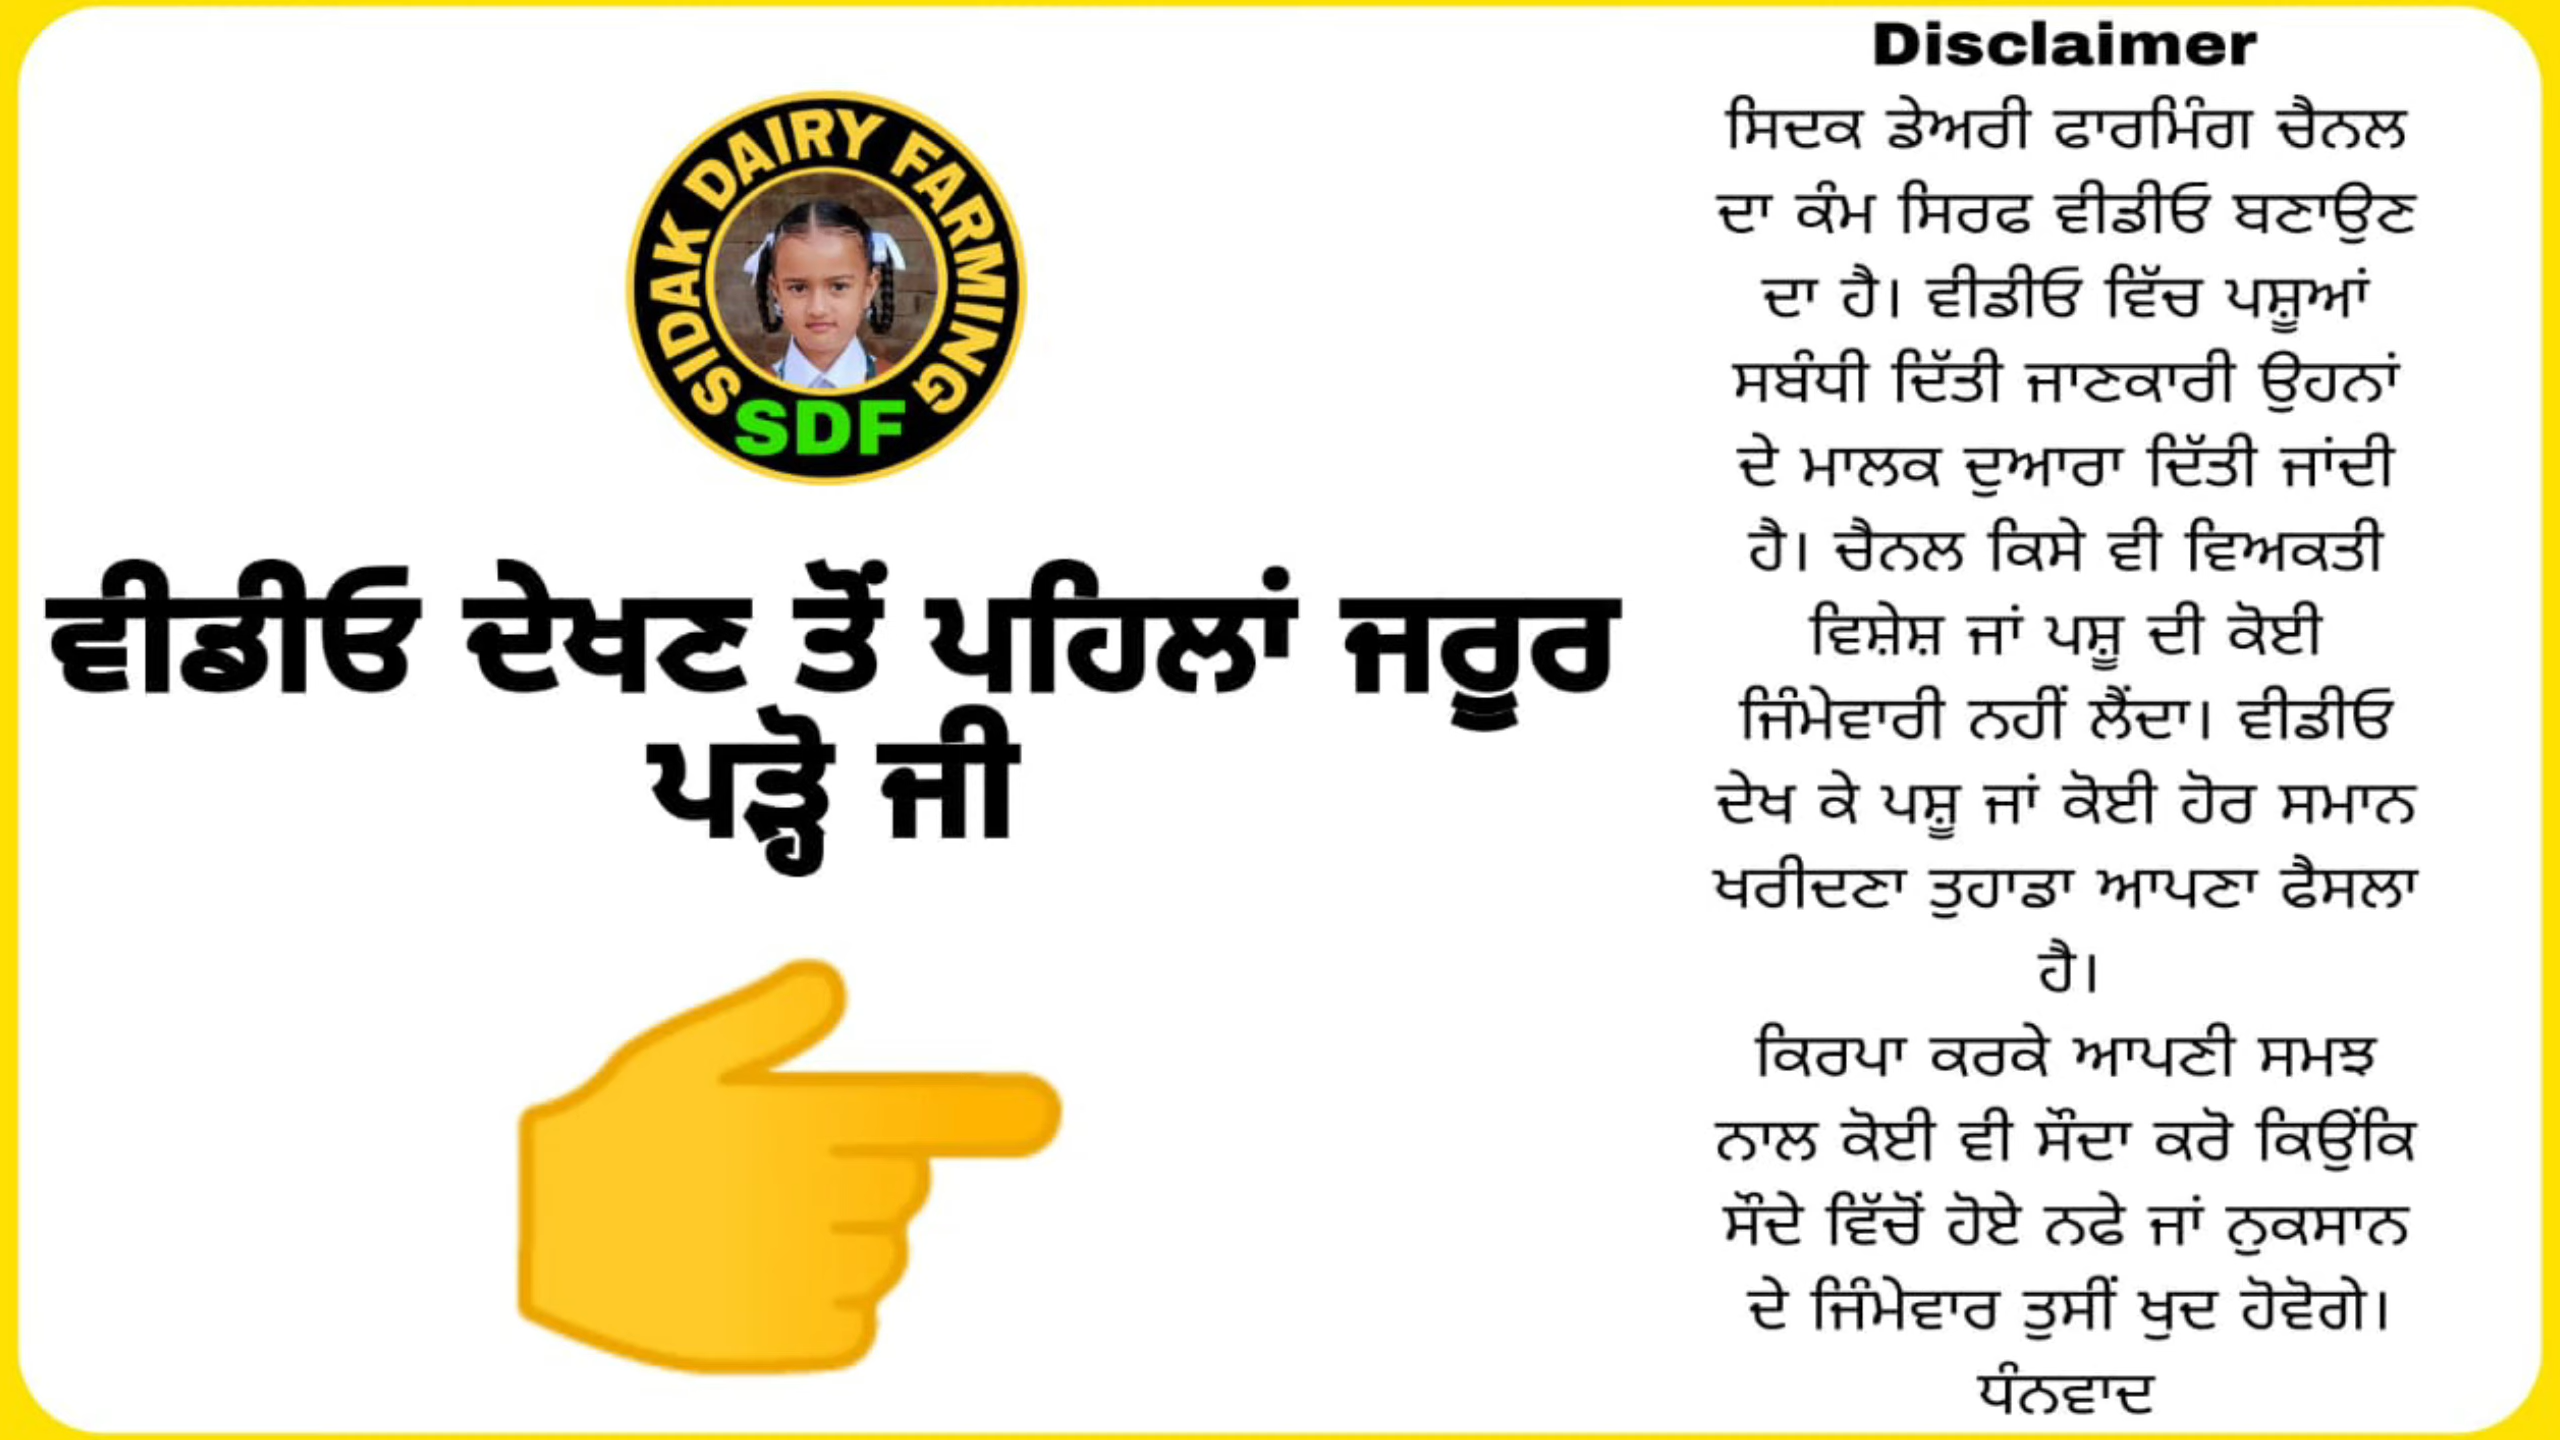 SIDAK DAIRY FARMING
SDF
ਵੀਡੀਓ ਦੇਖਣ ਤੋਂ ਪਹਿਲਾਂ ਜਰੂਰ
ਪੜ੍ਹੋ ਜੀ
Disclaimer
ਸਿਦਕ ਡੇਅਰੀ ਫਾਰਮਿੰਗ ਚੈਨਲ
ਦਾ ਕੰਮ ਸਿਰਫ ਵੀਡੀਓ ਬਣਾਉਣ
ਦਾ ਹੈ। ਵੀਡੀਓ ਵਿੱਚ ਪਸ਼ੂਆਂ
ਸਬੰਧੀ ਦਿੱਤੀ ਜਾਣਕਾਰੀ ਉਹਨਾਂ
ਦੇ ਮਾਲਕ ਦੁਆਰਾ ਦਿੱਤੀ ਜਾਂਦੀ
ਹੈ। ਚੈਨਲ ਕਿਸੇ ਵੀ ਵਿਅਕਤੀ
ਵਿਸ਼ੇਸ਼ ਜਾਂ ਪਸ਼ੂ ਦੀ ਕੋਈ
ਜਿੰਮੇਵਾਰੀ ਨਹੀਂ ਲੈਂਦਾ। ਵੀਡੀਓ
ਦੇਖ ਕੇ ਪਸ਼ੂ ਜਾਂ ਕੋਈ ਹੋਰ ਸਮਾਨ
ਖਰੀਦਣਾ ਤੁਹਾਡਾ ਆਪਣਾ ਫੈਸਲਾ
ਹੈ।
ਕਿਰਪਾ ਕਰਕੇ ਆਪਣੀ ਸਮਝ
ਨਾਲ ਕੋਈ ਵੀ ਸੌਦਾ ਕਰੋ ਕਿਉਂਕਿ
ਸੌਦੇ ਵਿੱਚੋਂ ਹੋਏ ਨਫੇ ਜਾਂ ਨੁਕਸਾਨ
ਦੇ ਜਿੰਮੇਵਾਰ ਤੁਸੀਂ ਖੁਦ ਹੋਵੋਗੇ।
ਧੰਨਵਾਦ